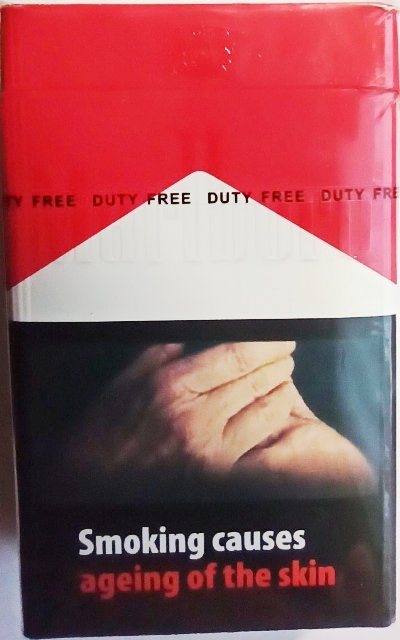 TY FREE DUTY FREE DUTY FREE DUTY FRE
Smoking causes
ageing of the skin